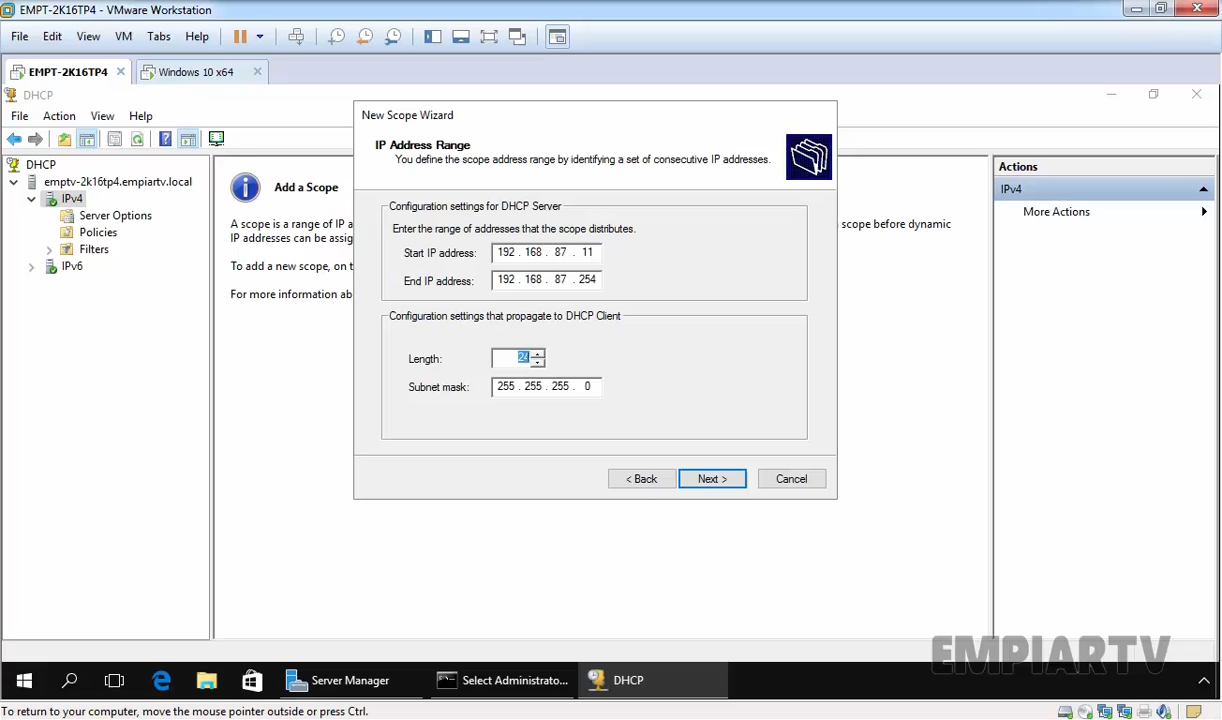 EMPT-2K16TP4 - VMware Workstation
File Edit View VM Tabs Help
EMPT-2K16TP4 Windows 10 x64
DHCP
File Action View Help
DHCP
emptv-2k16tp4.empiartv.local
IPv4
Server Options
Policies
Filters
IPv6
Add a Scope
A scope is a range of IP a
IP addresses can be assig
To add a new scope, on t
For more information ab
scope before dynamic
New Scope Wizard
IP Address Range
You define the scope address range by identifying a set of consecutive IP addresses.
Configuration settings for DHCP Server
Enter the range of addresses that the scope distributes.
Start IP address: 192 . 168 . 87 . 11
End IP address: 192 . 168 . 87 . 254
Configuration settings that propagate to DHCP Client
Length: 24
Subnet mask: 255 . 255 . 255 . 0
< Back Next > Cancel
Actions
IPv4
More Actions
EMPIARTV
Server Manager Select Administrato... DHCP
To return to your computer, move the mouse pointer outside or press Ctrl.